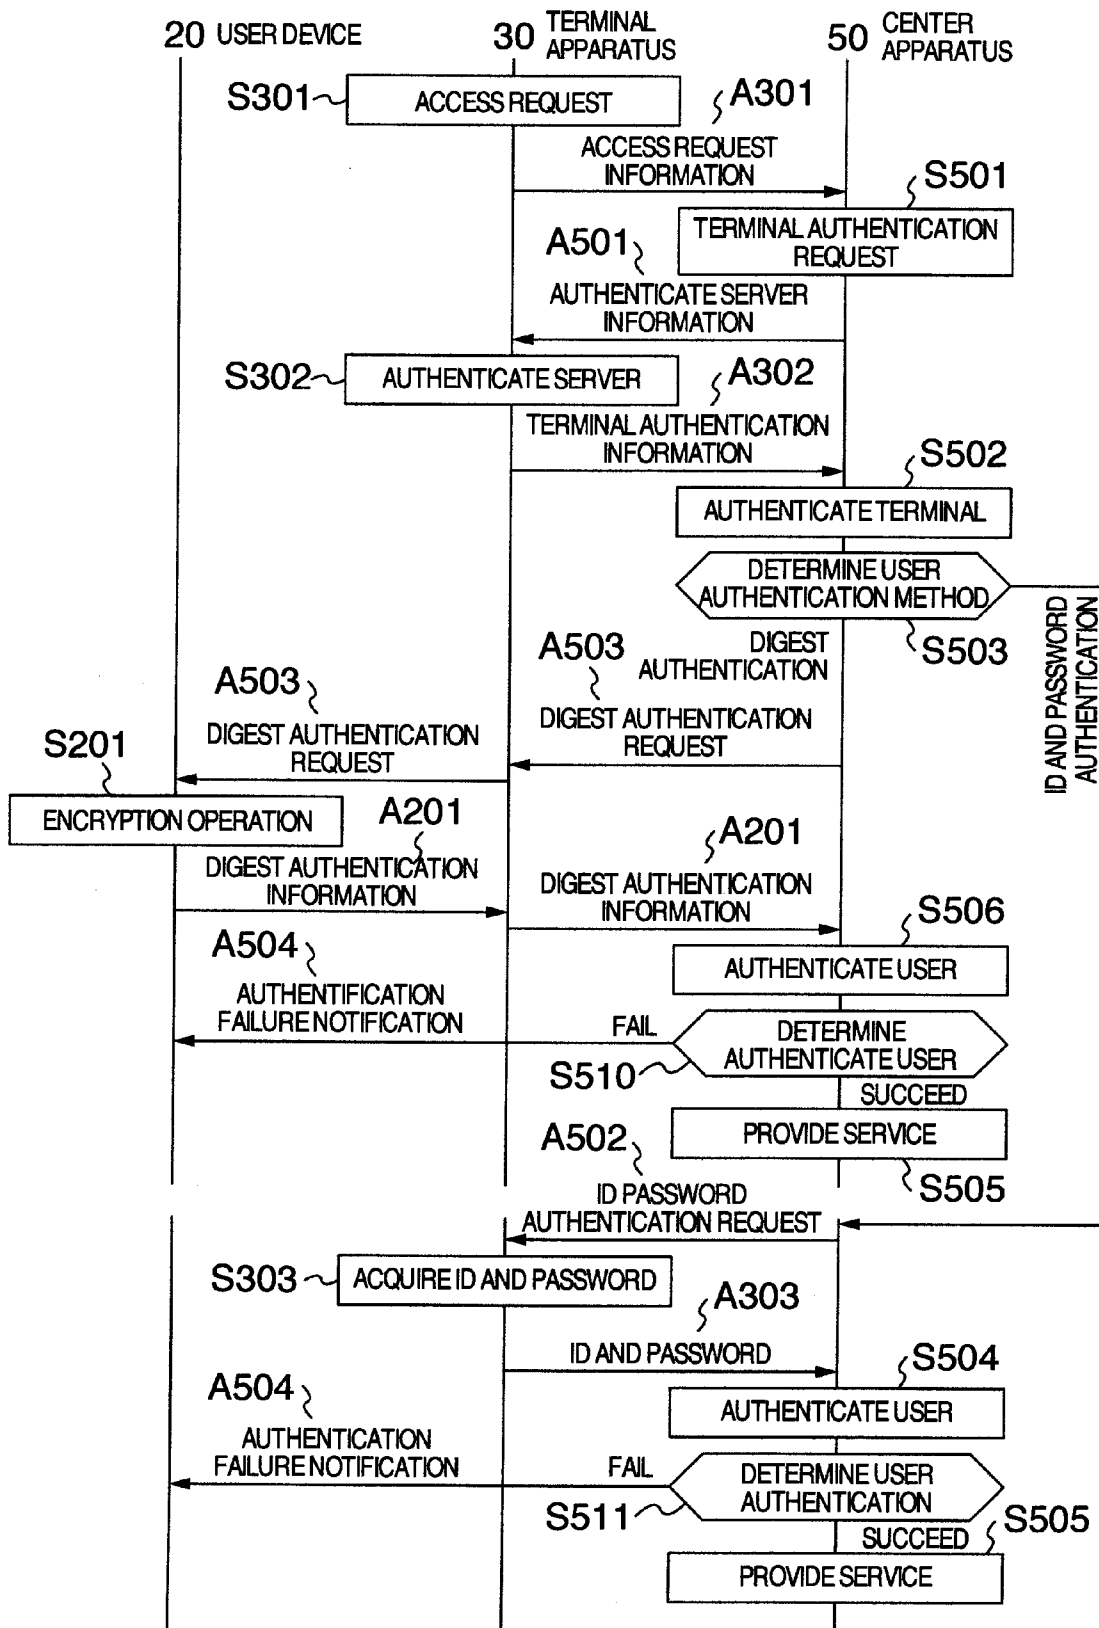 20 USER DEVICE
30 TERMINAL
APPARATUS
50 CENTER
APPARATUS
S301
ACCESS REQUEST
A301
ACCESS REQUEST
INFORMATION
S501
TERMINAL AUTHENTICATION
REQUEST
A501
AUTHENTICATE SERVER
INFORMATION
S302
AUTHENTICATE SERVER
A302
TERMINAL AUTHENTICATION
INFORMATION
S502
AUTHENTICATE TERMINAL
DETERMINE USER
AUTHENTICATION METHOD
S503
ID AND PASSWORD
AUTHENTICATION
DIGEST
AUTHENTICATION
A503
DIGEST AUTHENTICATION
REQUEST
A503
DIGEST AUTHENTICATION
REQUEST
S201
ENCRYPTION OPERATION
A201
DIGEST AUTHENTICATION
INFORMATION
A201
DIGEST AUTHENTICATION
INFORMATION
S506
AUTHENTICATE USER
A504
AUTHENTIFICATION
FAILURE NOTIFICATION
FAIL
DETERMINE
AUTHENTICATE USER
S510
SUCCEED
PROVIDE SERVICE
S505
A502
ID PASSWORD
AUTHENTICATION REQUEST
S303
ACQUIRE ID AND PASSWORD
A303
ID AND PASSWORD
S504
AUTHENTICATE USER
A504
AUTHENTICATION
FAILURE NOTIFICATION
FAIL
DETERMINE USER
AUTHENTICATION
S511
SUCCEED
S505
PROVIDE SERVICE